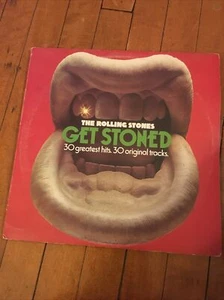 THE ROLLING STONES
GET STONED
30 greatest hits. 30 original tracks.